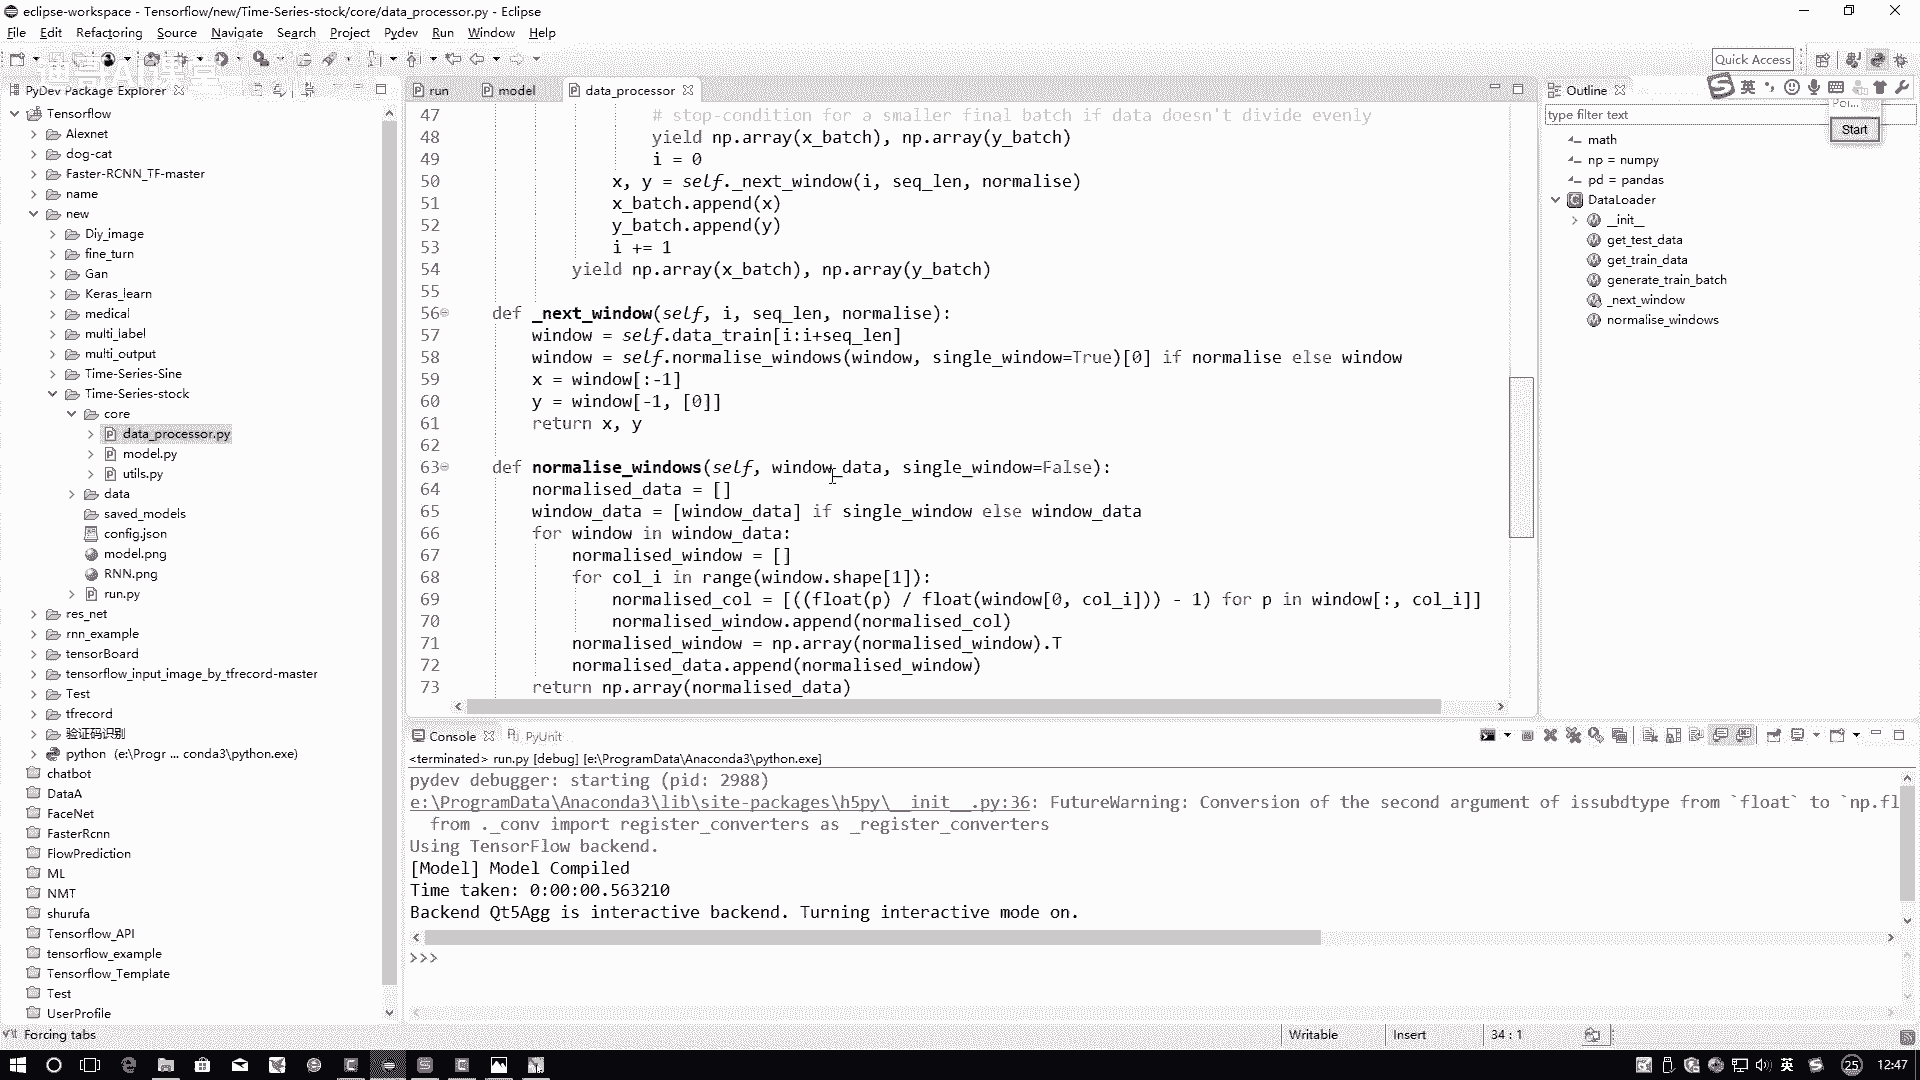 eclipse-workspace - Tensorflow/new/Time-Series-stock/core/data_processor.py - Eclipse
File Edit Refactoring Source Navigate Search Project Pydev Run Window Help
Quick Access
PyDev Package Explorer
Tensorflow
Alexnet
dog-cat
Faster-RCNN_TF-master
name
new
Diy_image
fine_turn
Gan
Keras_learn
medical
multi_label
multi_output
Time-Series-Sine
Time-Series-stock
core
data_processor.py
model.py
utils.py
data
saved_models
config.json
model.png
RNN.png
run.py
res_net
rnn_example
tensorBoard
tensorflow_input_image_by_tfrecord-master
Test
tfrecord
验证码识别
python (e:\Progr ... conda3\python.exe)
chatbot
DataA
FaceNet
FasterRcnn
FlowPrediction
ML
NMT
shurufa
Tensorflow_API
tensorflow_example
Tensorflow_Template
Test
UserProfile
run model data_processor
47 # stop-condition for a smaller final batch if data doesn't divide evenly
48 yield np.array(x_batch), np.array(y_batch)
49 i = 0
50 x, y = self._next_window(i, seq_len, normalise)
51 x_batch.append(x)
52 y_batch.append(y)
53 i += 1
54 yield np.array(x_batch), np.array(y_batch)
55
56 def _next_window(self, i, seq_len, normalise):
57 window = self.data_train[i:i+seq_len]
58 window = self.normalise_windows(window, single_window=True)[0] if normalise else window
59 x = window[:-1]
60 y = window[-1, [0]]
61 return x, y
62
63 def normalise_windows(self, window_data, single_window=False):
64 normalised_data = []
65 window_data = [window_data] if single_window else window_data
66 for window in window_data:
67 normalised_window = []
68 for col_i in range(window.shape[1]):
69 normalised_col = [((float(p) / float(window[0, col_i])) - 1) for p in window[:, col_i]]
70 normalised_window.append(normalised_col)
71 normalised_window = np.array(normalised_window).T
72 normalised_data.append(normalised_window)
73 return np.array(normalised_data)
Outline
英
type filter text
Start
math
np = numpy
pd = pandas
DataLoader
__init__
get_test_data
get_train_data
generate_train_batch
_next_window
normalise_windows
Console PyUnit
<terminated> run.py [debug] [e:\ProgramData\Anaconda3\python.exe]
pydev debugger: starting (pid: 2988)
e:\ProgramData\Anaconda3\lib\site-packages\h5py\__init__.py:36: FutureWarning: Conversion of the second argument of issubdtype from `float` to `np.fl
from ._conv import register_converters as _register_converters
Using TensorFlow backend.
[Model] Model Compiled
Time taken: 0:00:00.563210
Backend Qt5Agg is interactive backend. Turning interactive mode on.
>>>
Forcing tabs
Writable
Insert
34 : 1
英
25
12:47